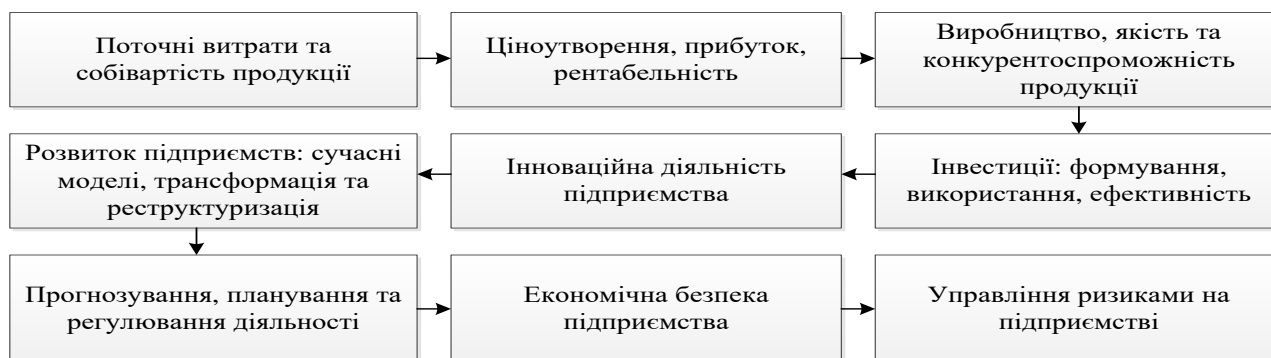 Поточні витрати та
собівартість продукції
Ціноутворення, прибуток,
рентабельність
Виробництво, якість та
конкурентоспроможність
продукції
Інвестиції: формування,
використання, ефективність
Інноваційна діяльність
підприємства
Розвиток підприємств: сучасні
моделі, трансформація та
реструктуризація
Прогнозування, планування та
регулювання діяльності
Економічна безпека
підприємства
Управління ризиками на
підприємстві